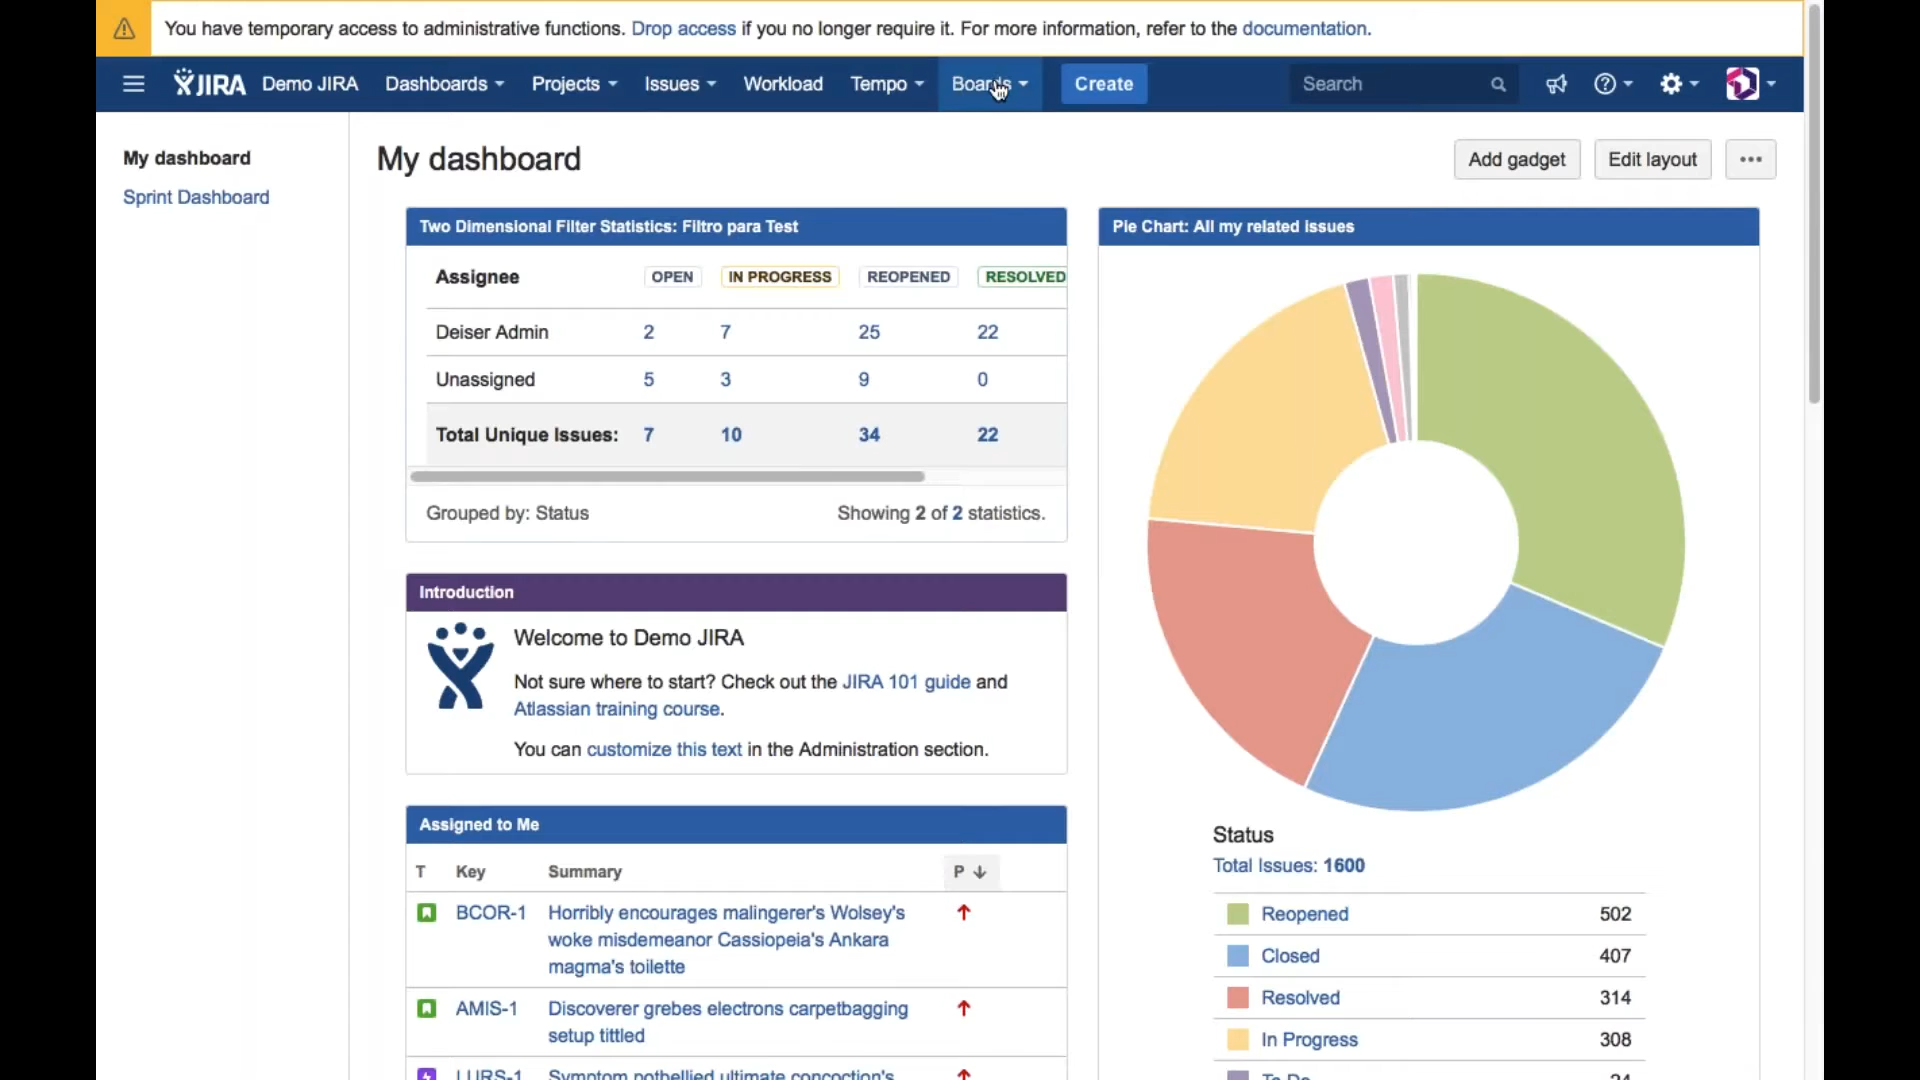 You have temporary access to administrative functions. Drop access if you no longer require it. For more information, refer to the documentation.
JIRA Demo JIRA Dashboards Projects Issues Workload Tempo Boards Create Search
My dashboard
Sprint Dashboard
My dashboard
Add gadget Edit layout
Two Dimensional Filter Statistics: Filtro para Test
Assignee OPEN IN PROGRESS REOPENED RESOLVED
Deiser Admin 2 7 25 22
Unassigned 5 3 9 0
Total Unique Issues: 7 10 34 22
Grouped by: Status Showing 2 of 2 statistics.
Introduction
Welcome to Demo JIRA
Not sure where to start? Check out the JIRA 101 guide and
Atlassian training course.
You can customize this text in the Administration section.
Assigned to Me
T Key Summary P
BCOR-1 Horribly encourages malingerer's Wolsey's
woke misdemeanor Cassiopeia's Ankara
magma's toilette
AMIS-1 Discoverer grebes electrons carpetbagging
setup tittled
LURS-1 Symptom potbellied ultimate concoction's
Pie Chart: All my related issues
Status
Total Issues: 1600
Reopened 502
Closed 407
Resolved 314
In Progress 308
To Do